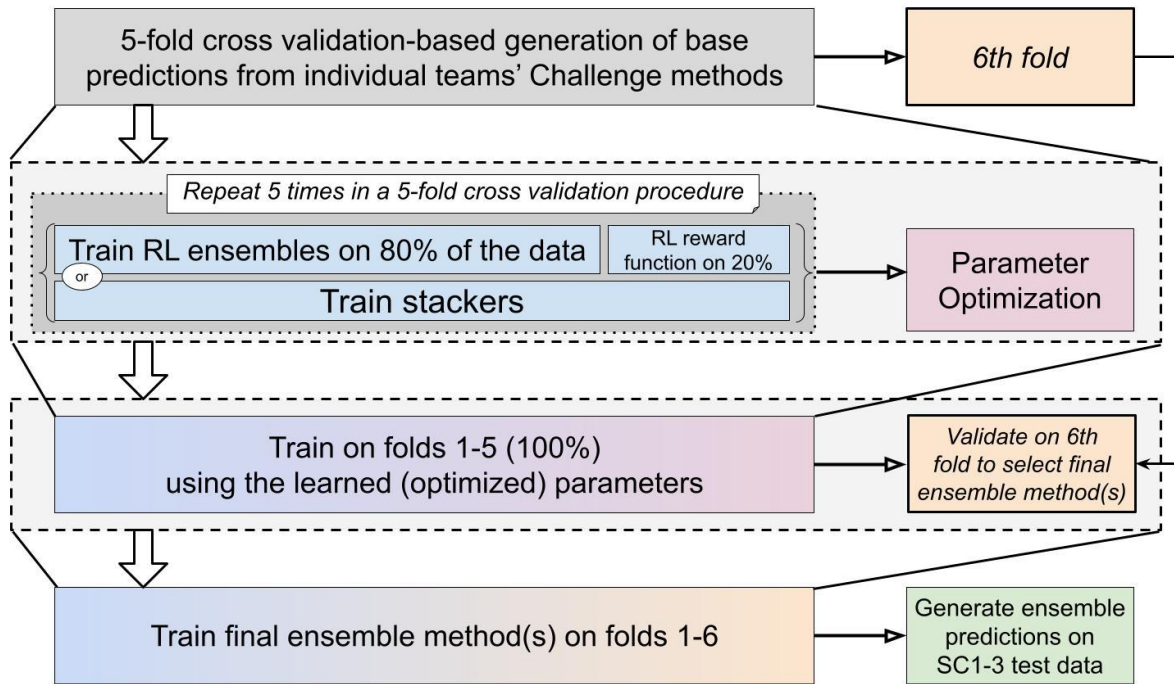 5-fold cross validation-based generation of base
predictions from individual teams’ Challenge methods
6th fold
Repeat 5 times in a 5-fold cross validation procedure
Train RL ensembles on 80% of the data
RL reward
function on 20%
or
Train stackers
Parameter
Optimization
Train on folds 1-5 (100%)
using the learned (optimized) parameters
Validate on 6th
fold to select final
ensemble method(s)
Train final ensemble method(s) on folds 1-6
Generate ensemble
predictions on
SC1-3 test data